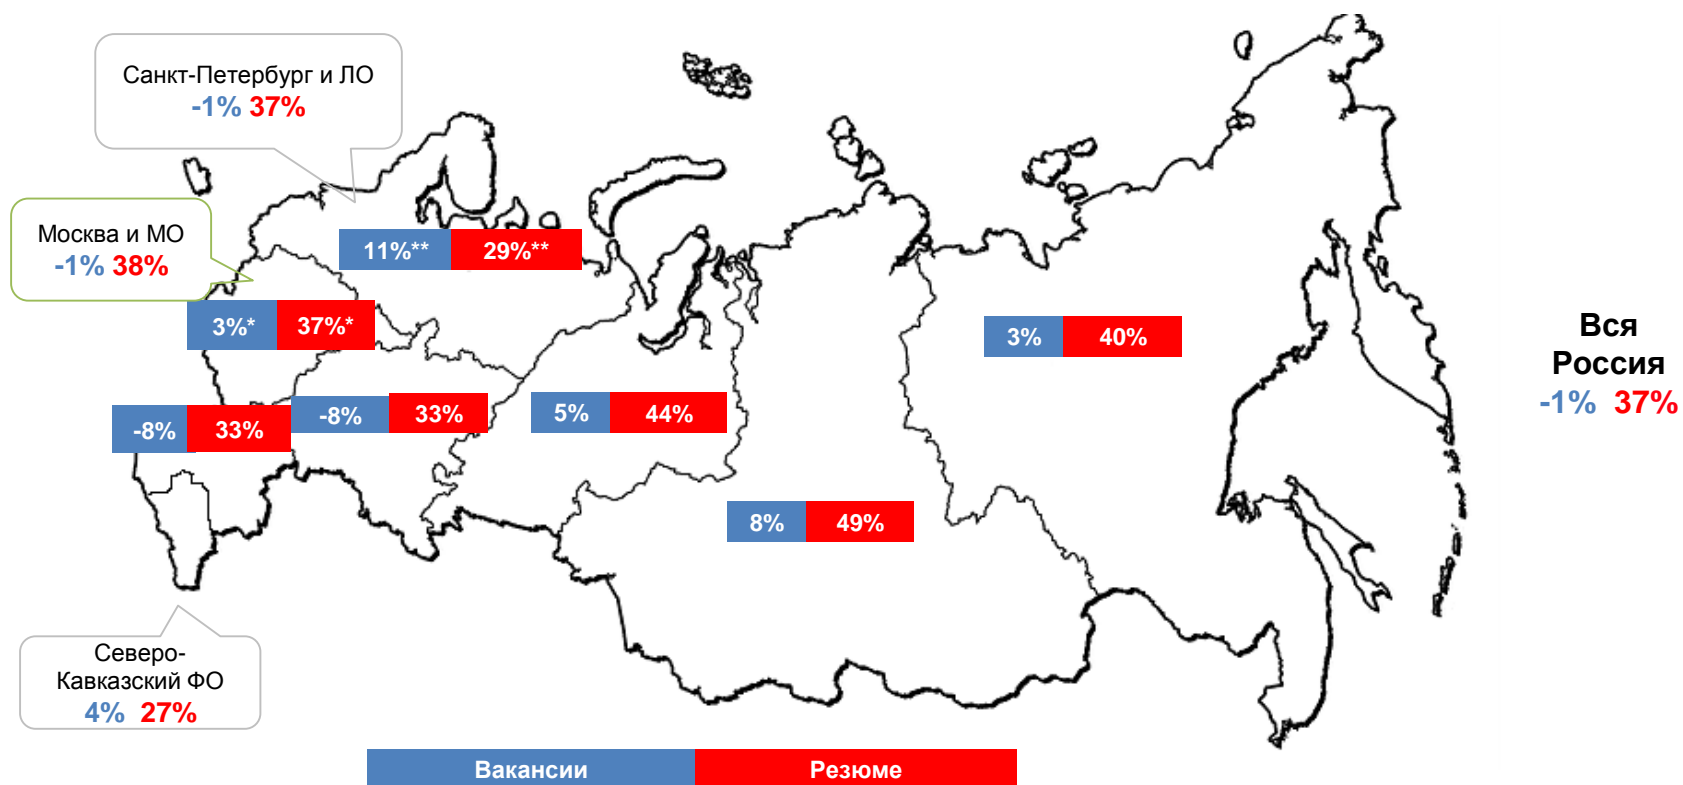 Санкт-Петербург и ЛО
-1% 37%
Москва и МО
-1% 38%
11%** 29%**
3%* 37%*
3% 40%
Вся
Россия
-1% 37%
-8% 33%
-8% 33%
5% 44%
8% 49%
Северо-
Кавказский ФО
4% 27%
Вакансии Резюме